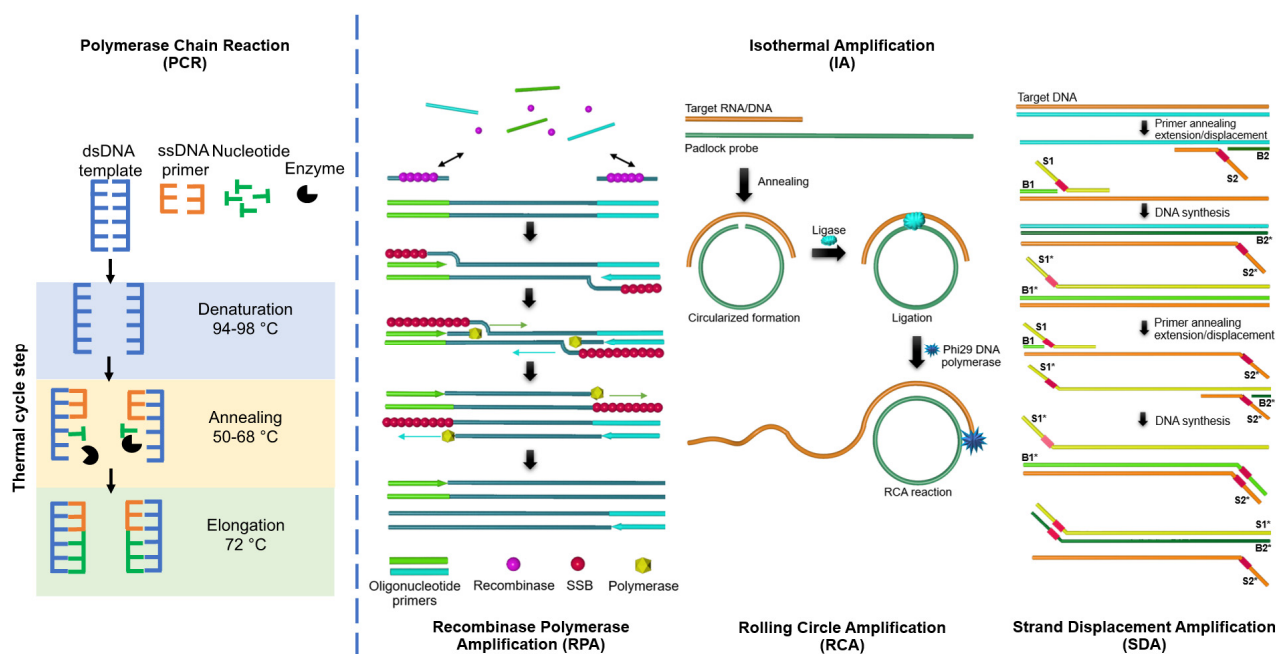 Polymerase Chain Reaction
(PCR)
dsDNA
template
ssDNA
primer
Nucleotide
Enzyme
Thermal cycle step
Denaturation
94-98 °C
Annealing
50-68 °C
Elongation
72 °C
Isothermal Amplification
(IA)
Oligonucleotide
primers
Recombinase
SSB
Polymerase
Recombinase Polymerase
Amplification (RPA)
Target RNA/DNA
Padlock probe
Annealing
Ligase
Circularized formation
Ligation
Phi29 DNA
polymerase
RCA reaction
Rolling Circle Amplification
(RCA)
Target DNA
Primer annealing
extension/displacement
S1
B2
B1
S2
DNA synthesis
B2*
S1*
S2*
B1*
Primer annealing
extension/displacement
S1
B1
S2*
S1*
B2*
S2*
DNA synthesis
S1*
B1*
S2*
S1*
B2*
S2*
Strand Displacement Amplification
(SDA)